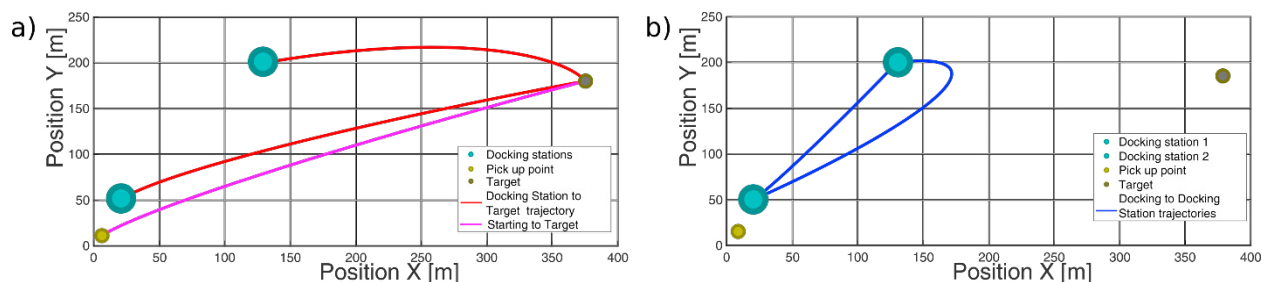 a)
Position Y [m]
250
200
150
100
50
0
0 50 100 150 200 250 300 350 400
Position X [m]
Docking stations
Pick up point
Target
Docking Station to
Target trajectory
Starting to Target
b)
Position Y [m]
250
200
150
100
50
0
0 50 100 150 200 250 300 350 400
Position X [m]
Docking station 1
Docking station 2
Pick up point
Target
Docking to Docking
Station trajectories